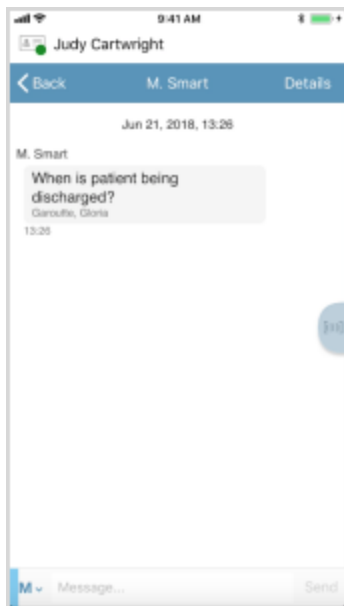 9:41 AM
Judy Cartwright
Back M. Smart Details
Jun 21, 2018, 13:26
M. Smart
When is patient being
discharged?
Garoutte, Gloria
13:26
M Message... Send